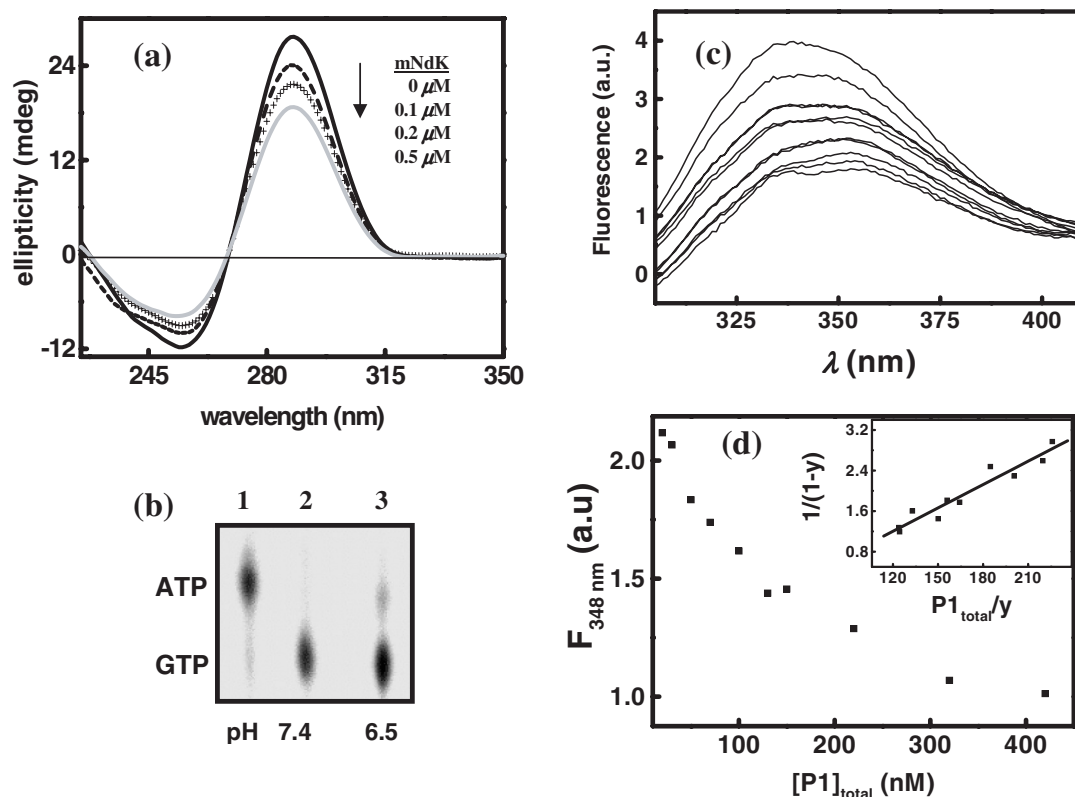 (a)
24
12
0
-12
ellipticity (mdeg)
245
280
315
350
wavelength (nm)
mNdK
0 μM
0.1 μM
0.2 μM
0.5 μM
(b)
1 2 3
ATP
GTP
pH 7.4 6.5
(c)
4
3
2
1
0
Fluorescence (a.u.)
325 350 375 400
λ (nm)
(d)
2.0
1.5
1.0
F348 nm (a.u)
100 200 300 400
[P1]total (nM)
3.2
2.4
1.6
0.8
1/(1-y)
120 150 180 210
P1total/y